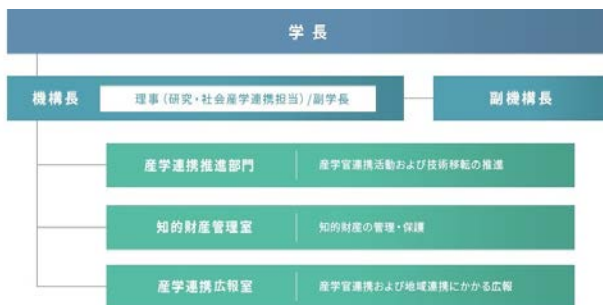 学長
機構長 理事（研究・社会産学連携担当）/副学長 副機構長
産学連携推進部門 産学官連携活動および技術移転の推進
知的財産管理室 知的財産の管理・保護
産学連携広報室 産学官連携および地域連携にかかる広報